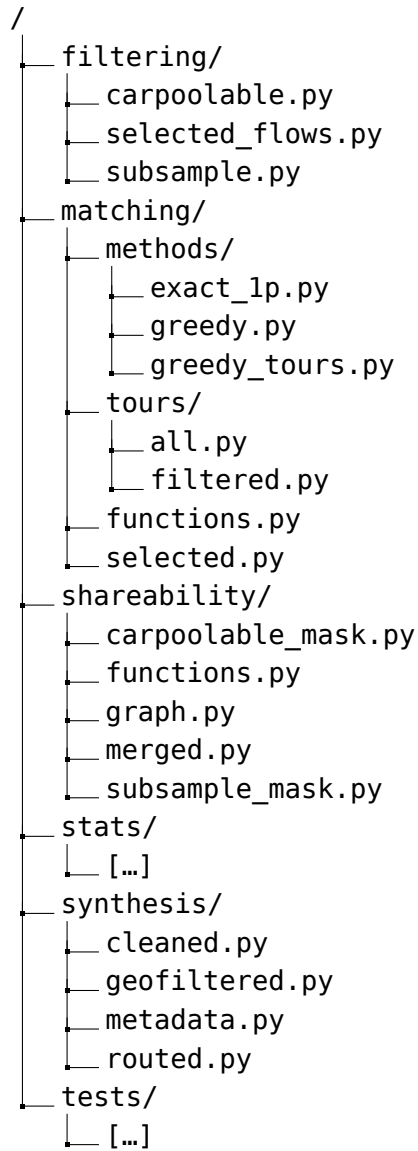 /
filtering/
carpoolable.py
selected_flows.py
subsample.py
matching/
methods/
exact_1p.py
greedy.py
greedy_tours.py
tours/
all.py
filtered.py
functions.py
selected.py
shareability/
carpoolable_mask.py
functions.py
graph.py
merged.py
subsample_mask.py
stats/
[…]
synthesis/
cleaned.py
geofiltered.py
metadata.py
routed.py
tests/
[…]